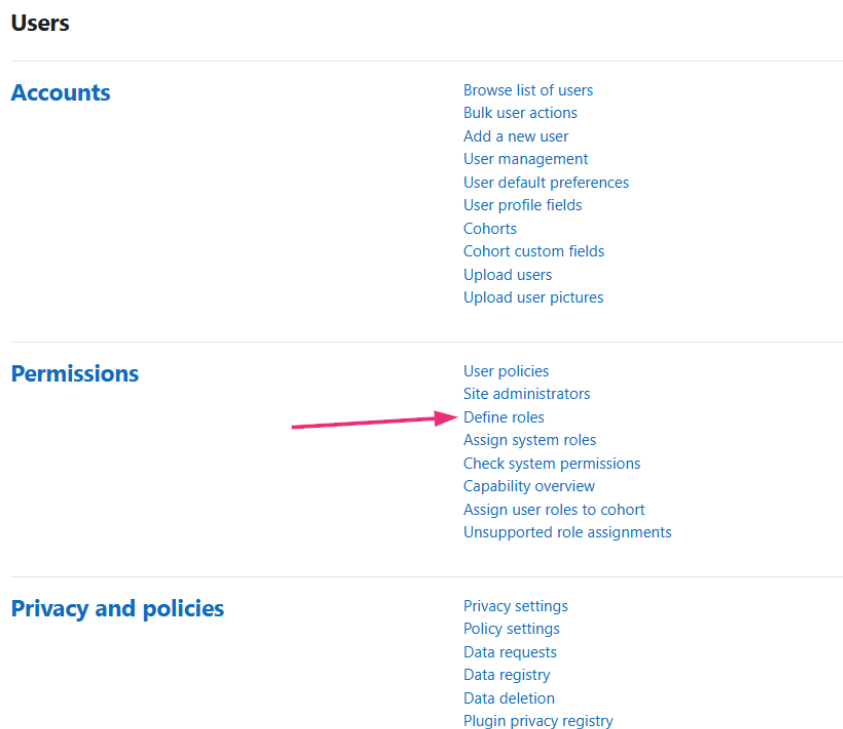 Users
Accounts
Browse list of users
Bulk user actions
Add a new user
User management
User default preferences
User profile fields
Cohorts
Cohort custom fields
Upload users
Upload user pictures
Permissions
User policies
Site administrators
Define roles
Assign system roles
Check system permissions
Capability overview
Assign user roles to cohort
Unsupported role assignments
Privacy and policies
Privacy settings
Policy settings
Data requests
Data registry
Data deletion
Plugin privacy registry